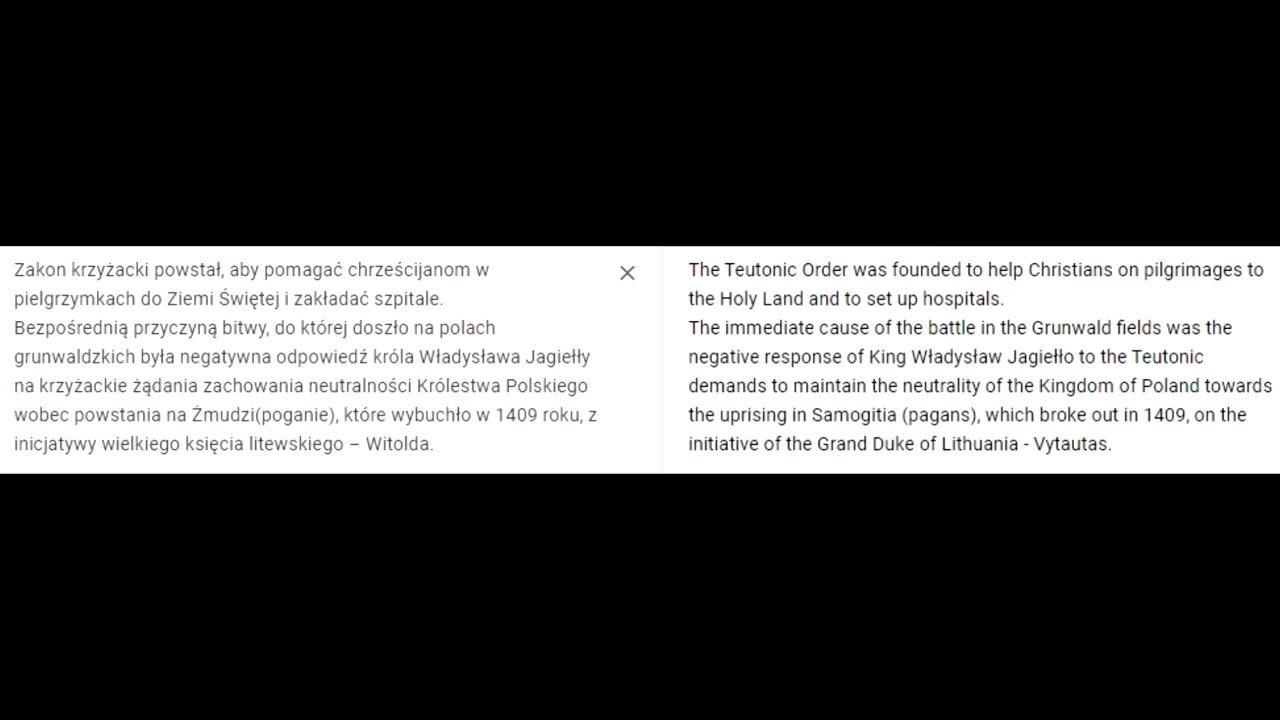 Zakon krzyżacki powstał, aby pomagać chrześcijanom w
pielgrzymkach do Ziemi Świętej i zakładać szpitale.
Bezpośrednią przyczyną bitwy, do której doszło na polach
grunwaldzkich była negatywna odpowiedź króla Władysława Jagiełły
na krzyżackie żądania zachowania neutralności Królestwa Polskiego
wobec powstania na Żmudzi(poganie), które wybuchło w 1409 roku, z
inicjatywy wielkiego księcia litewskiego – Witolda.
The Teutonic Order was founded to help Christians on pilgrimages to
the Holy Land and to set up hospitals.
The immediate cause of the battle in the Grunwald fields was the
negative response of King Władysław Jagiełło to the Teutonic
demands to maintain the neutrality of the Kingdom of Poland towards
the uprising in Samogitia (pagans), which broke out in 1409, on the
initiative of the Grand Duke of Lithuania - Vytautas.